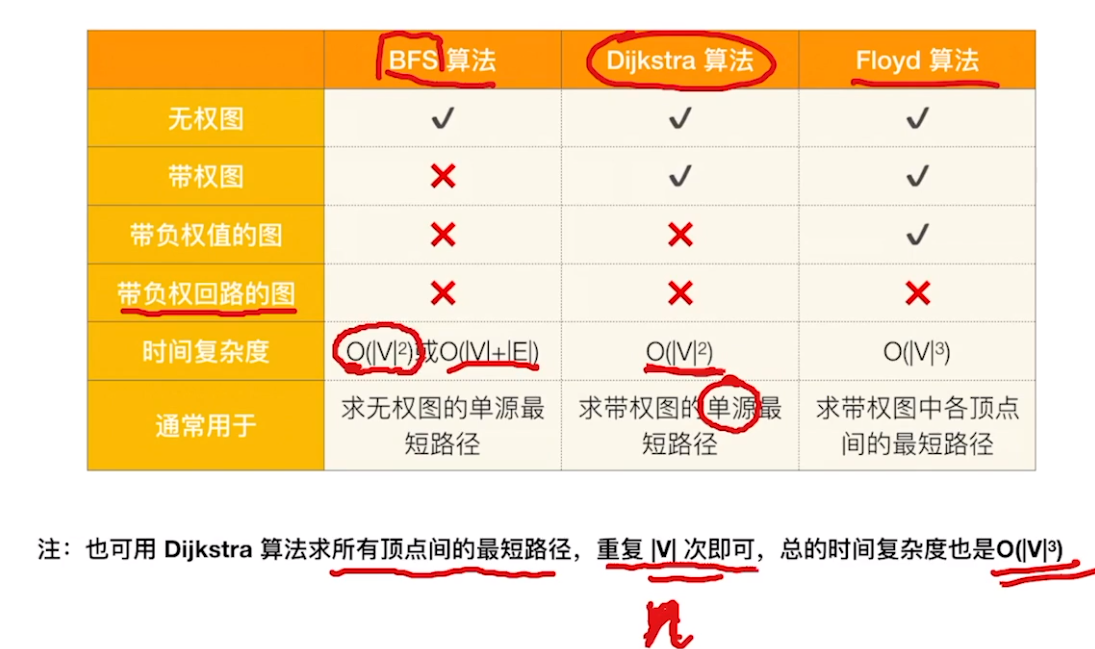 BFS 算法 Dijkstra 算法 Floyd 算法
无权图 ✓ ✓ ✓
带权图 ✕ ✓ ✓
带负权值的图 ✕ ✕ ✓
带负权回路的图 ✕ ✕ ✕
时间复杂度 O(|V|²)或O(|V|+|E|) O(|V|²) O(|V|³)
通常用于 求无权图的单源最短路径 求带权图的单源最短路径 求带权图中各顶点间的最短路径
注：也可用 Dijkstra 算法求所有顶点间的最短路径，重复 |V| 次即可，总的时间复杂度也是O(|V|³)
n